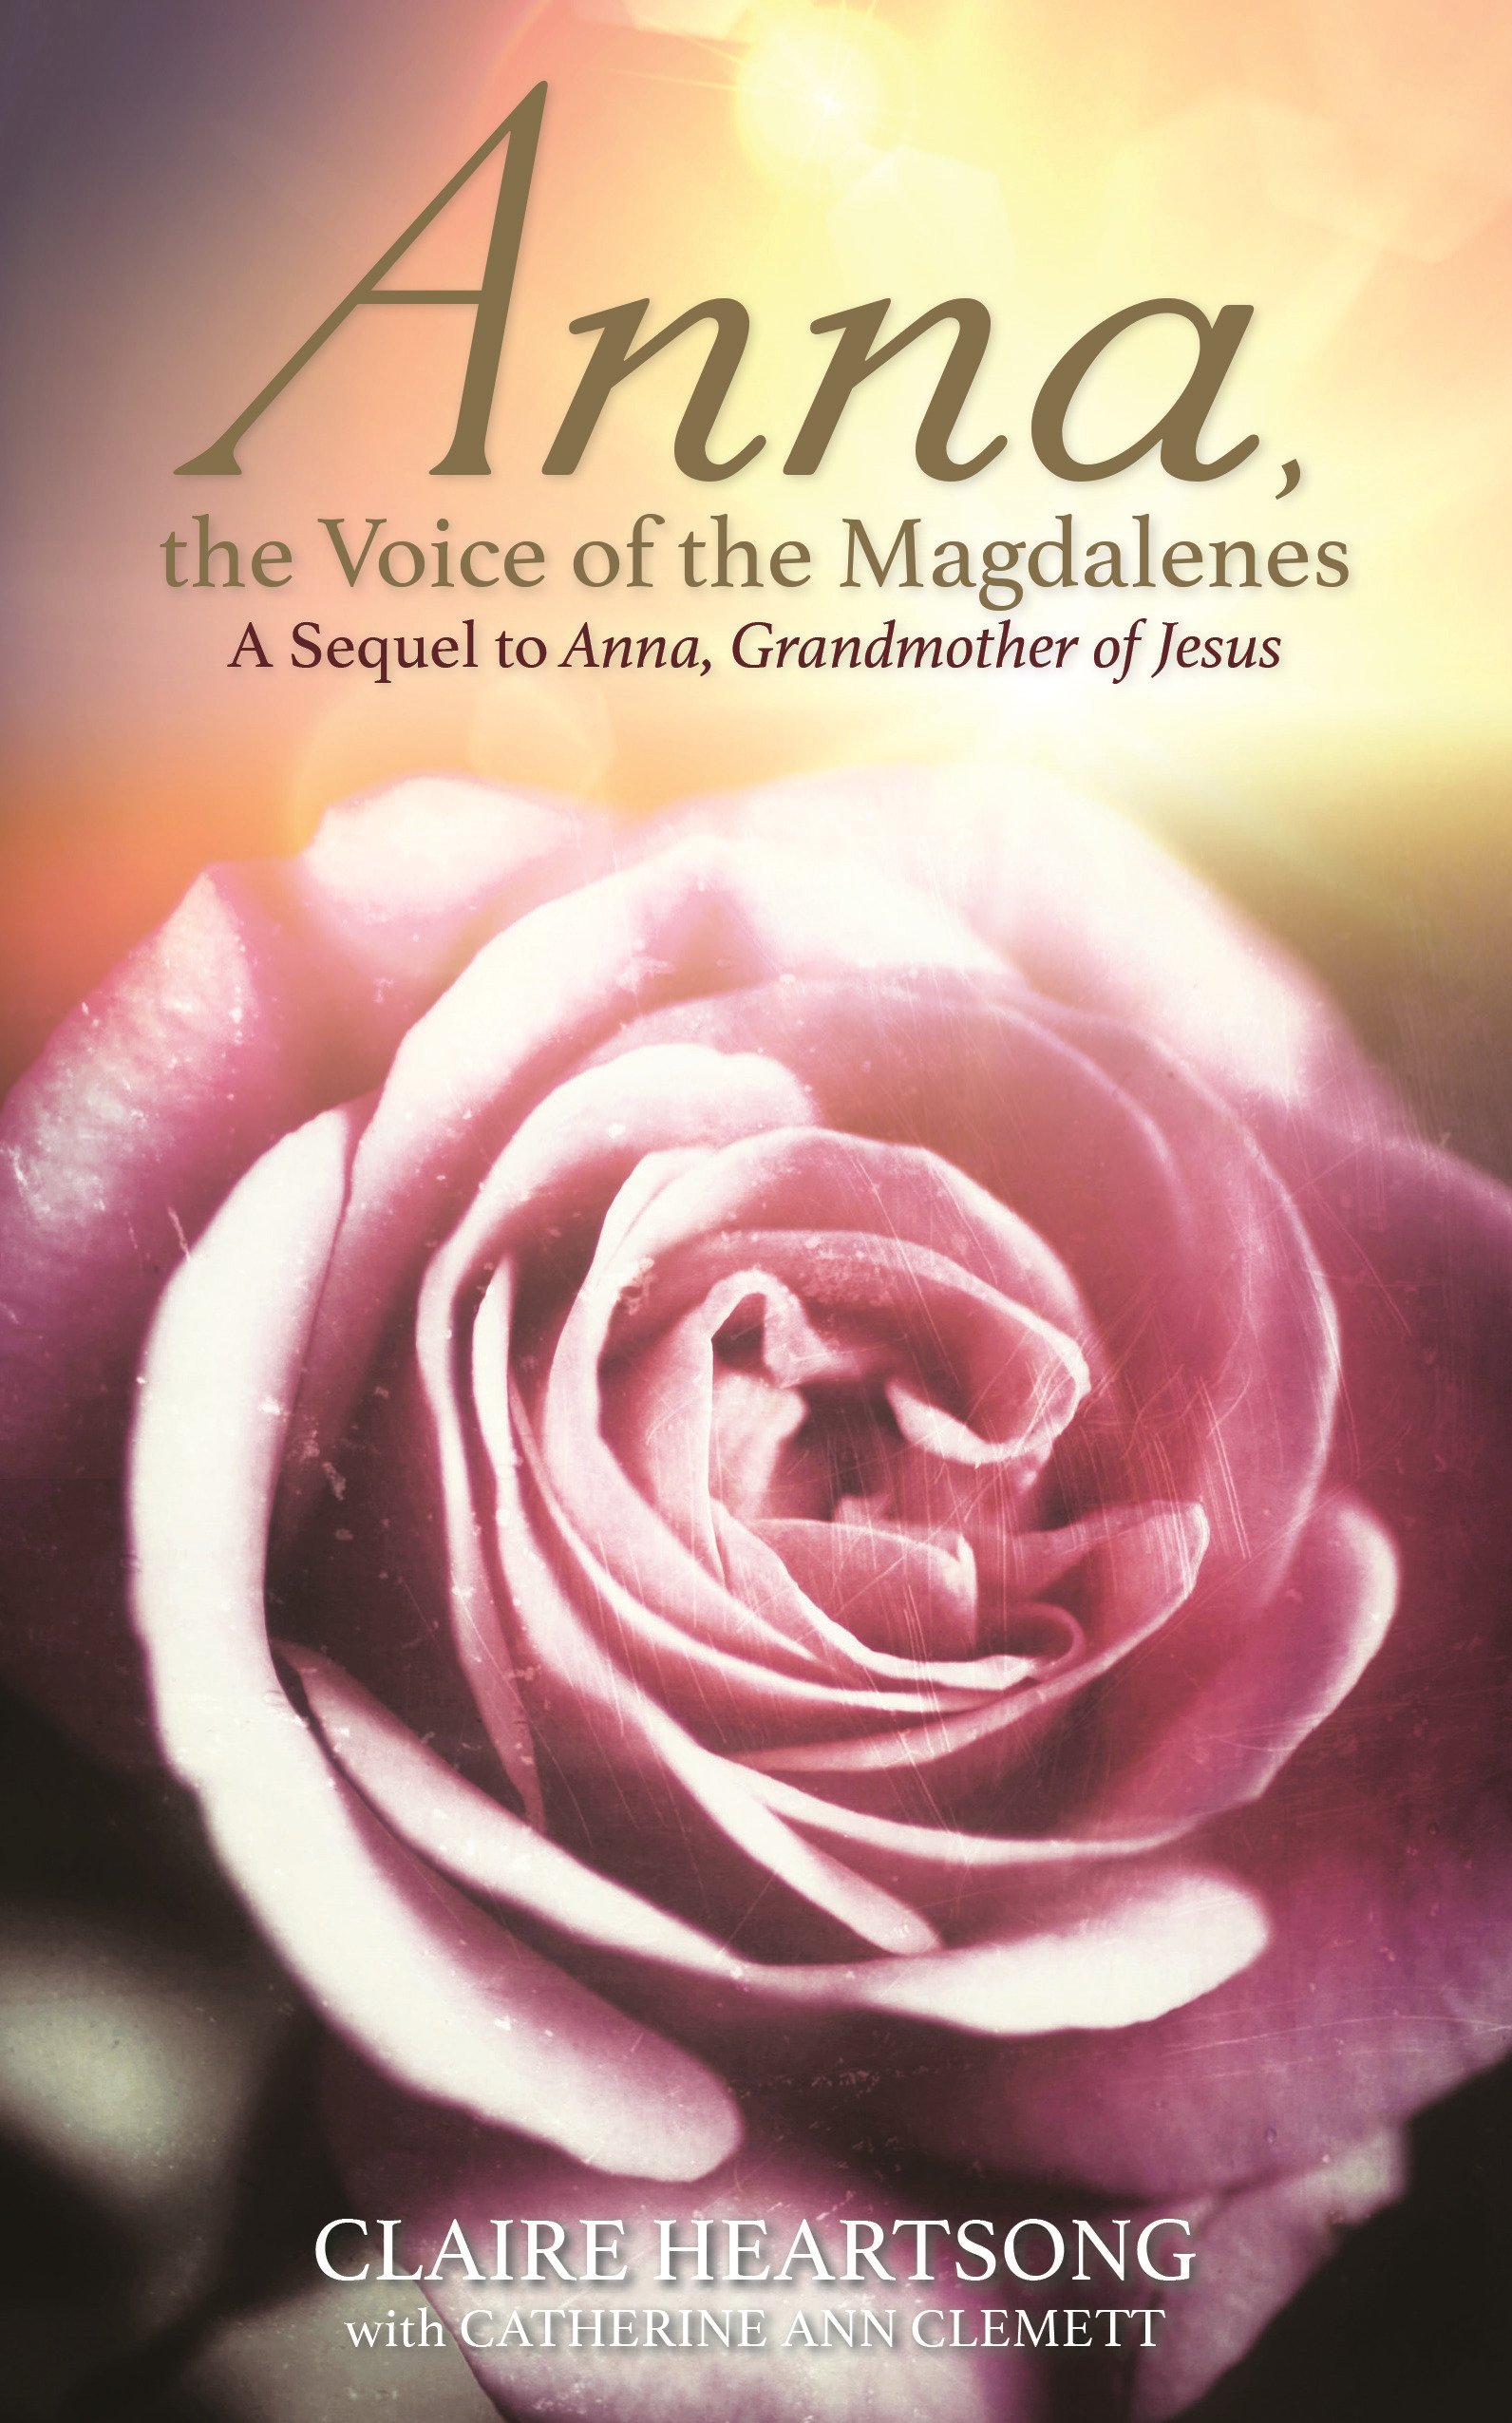 Anna,
the Voice of the Magdalenes
A Sequel to Anna, Grandmother of Jesus
CLAIRE HEARTSONG
with CATHERINE ANN CLEMETT